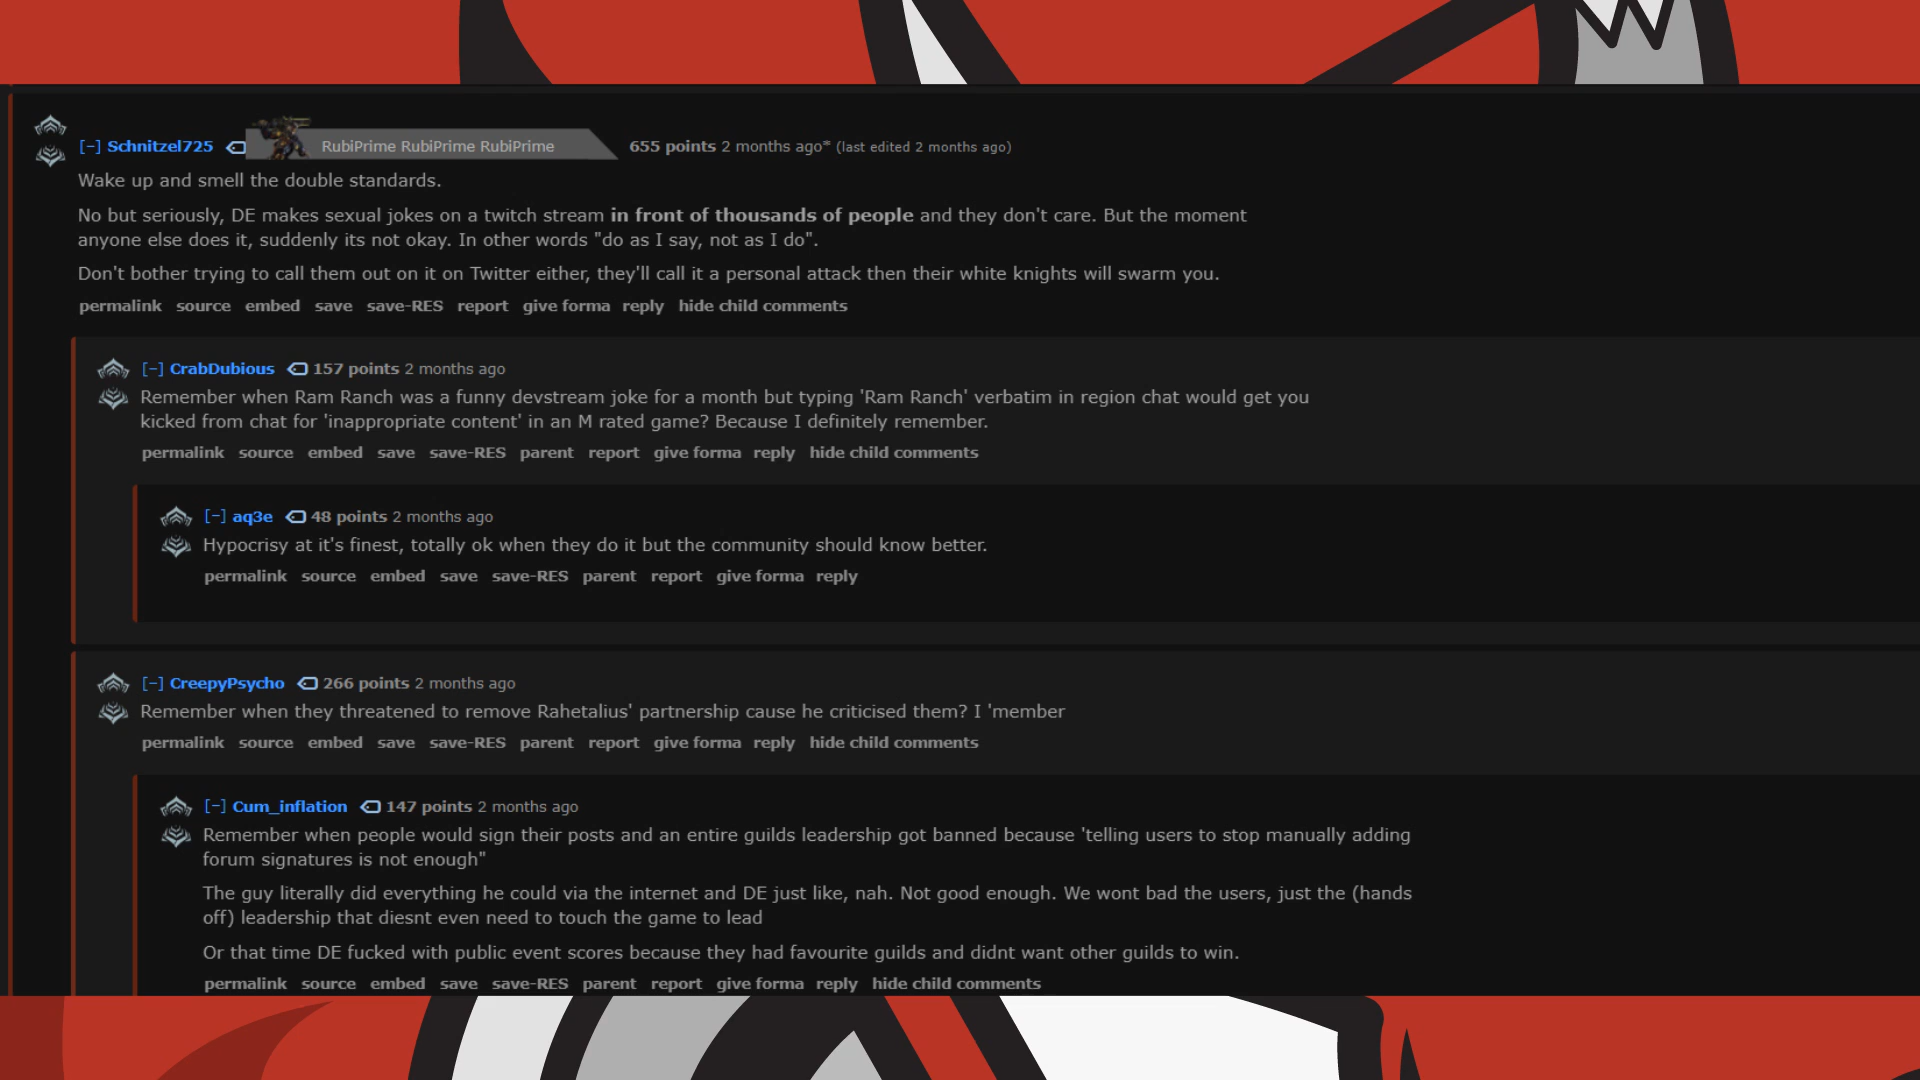 [-] Schnitzel725 RubiPrime RubiPrime RubiPrime 655 points 2 months ago* (last edited 2 months ago)
Wake up and smell the double standards.
No but seriously, DE makes sexual jokes on a twitch stream in front of thousands of people and they don't care. But the moment
anyone else does it, suddenly its not okay. In other words "do as I say, not as I do".
Don't bother trying to call them out on it on Twitter either, they'll call it a personal attack then their white knights will swarm you.
permalink source embed save save-RES report give forma reply hide child comments
[-] CrabDubious 157 points 2 months ago
Remember when Ram Ranch was a funny devstream joke for a month but typing 'Ram Ranch' verbatim in region chat would get you
kicked from chat for 'inappropriate content' in an M rated game? Because I definitely remember.
permalink source embed save save-RES parent report give forma reply hide child comments
[-] aq3e 48 points 2 months ago
Hypocrisy at it's finest, totally ok when they do it but the community should know better.
permalink source embed save save-RES parent report give forma reply
[-] CreepyPsycho 266 points 2 months ago
Remember when they threatened to remove Rahetalius' partnership cause he criticised them? I 'member
permalink source embed save save-RES parent report give forma reply hide child comments
[-] Cum_inflation 147 points 2 months ago
Remember when people would sign their posts and an entire guilds leadership got banned because 'telling users to stop manually adding
forum signatures is not enough"
The guy literally did everything he could via the internet and DE just like, nah. Not good enough. We wont bad the users, just the (hands
off) leadership that diesnt even need to touch the game to lead
Or that time DE fucked with public event scores because they had favourite guilds and didnt want other guilds to win.
permalink source embed save save-RES parent report give forma reply hide child comments